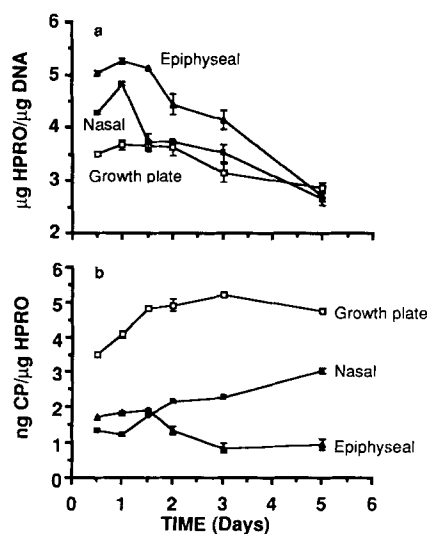 a
μg HPRO/μg DNA
6
5
4
3
2
Epiphyseal
Nasal
Growth plate
b
ng CP/μg HPRO
6
5
4
3
2
1
0
Growth plate
Nasal
Epiphyseal
0 1 2 3 4 5 6
TIME (Days)